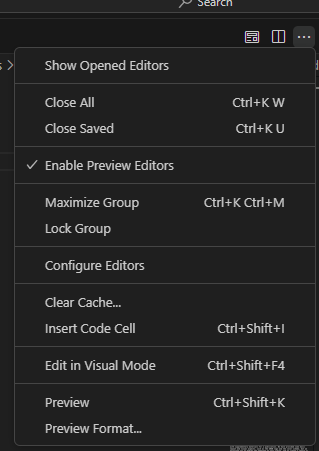 Search
Show Opened Editors
Close All Ctrl+K W
Close Saved Ctrl+K U
Enable Preview Editors
Maximize Group Ctrl+K Ctrl+M
Lock Group
Configure Editors
Clear Cache...
Insert Code Cell Ctrl+Shift+I
Edit in Visual Mode Ctrl+Shift+F4
Preview Ctrl+Shift+K
Preview Format...